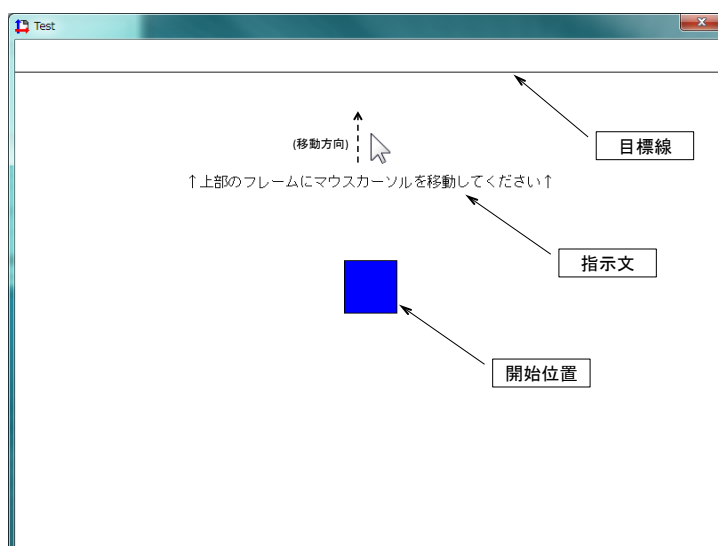 Test
目標線
(移動方向)
↑上部のフレームにマウスカーソルを移動してください↑
指示文
開始位置